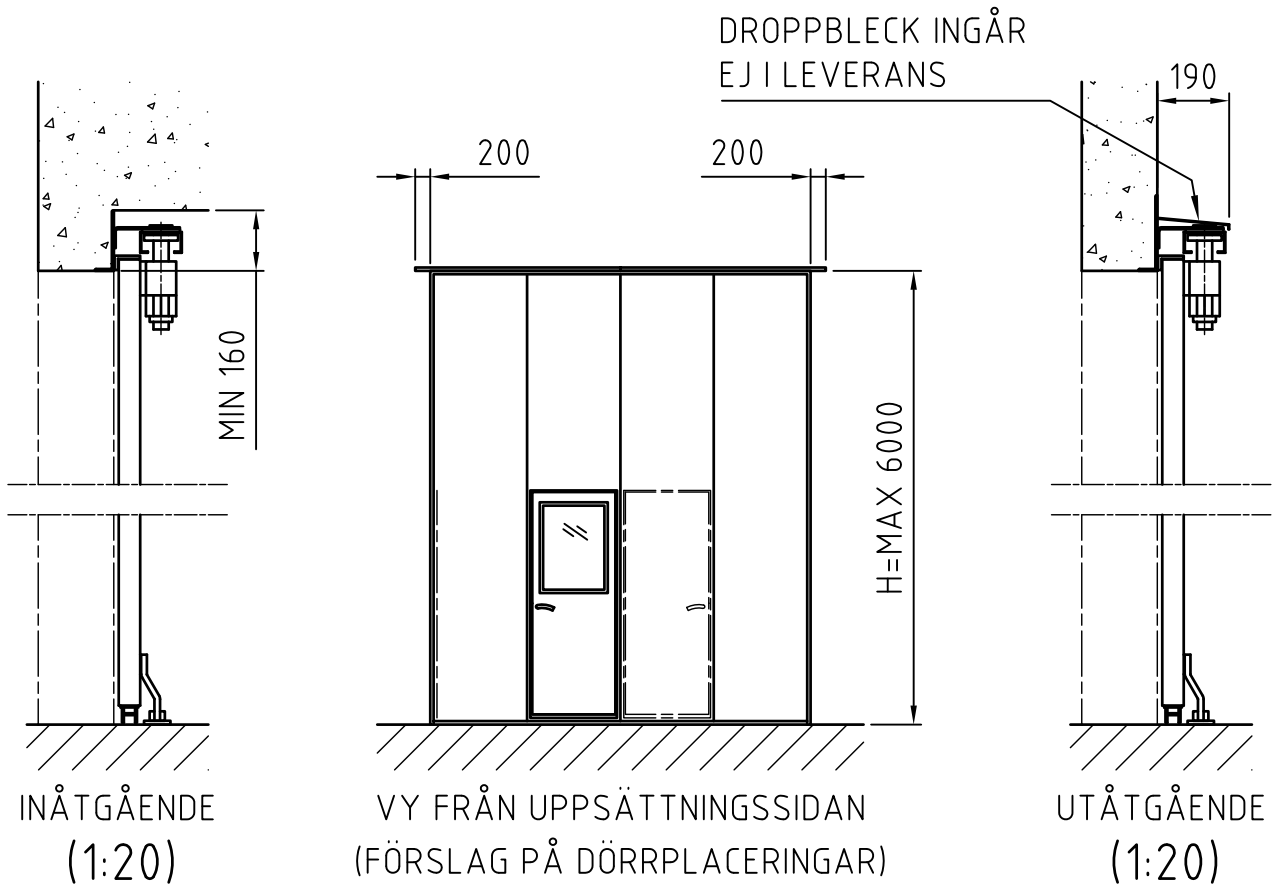 DROPPBLECK INGÅR
EJ I LEVERANS
190
200
200
MIN 160
H=MAX 6000
INÅTGÅENDE
(1:20)
VY FRÅN UPPSÄTTNINGSSIDAN
(FÖRSLAG PÅ DÖRRPLACERINGAR)
UTÅTGÅENDE
(1:20)